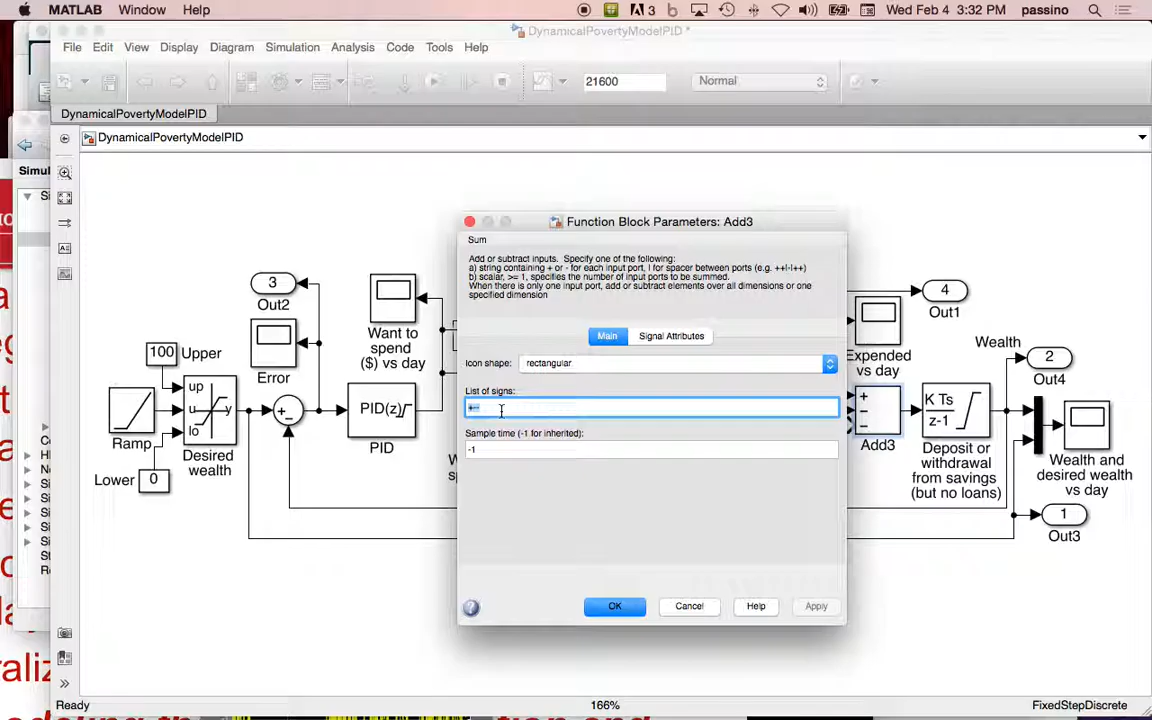 MATLAB Window Help 3 Wed Feb 4 3:32 PM passino
DynamicalPovertyModelPID *
File Edit View Display Diagram Simulation Analysis Code Tools Help
21600 Normal
DynamicalPovertyModelPID
DynamicalPovertyModelPID
Simul
Function Block Parameters: Add3
Sum
Add or subtract inputs. Specify one of the following:
a) string containing + or - for each input port, | for spacer between ports (e.g. ++|-|++)
b) scalar, >= 1, specifies the number of input ports to be summed.
When there is only one input port, add or subtract elements over all dimensions or one
specified dimension
Main Signal Attributes
Icon shape: rectangular
List of signs:
+--
Sample time (-1 for inherited):
-1
OK Cancel Help Apply
3
Out2
Error
Want to
spend
($) vs day
100 Upper
Ramp
Lower 0
up
u y
lo
Desired
wealth
+
-
PID(z)
PID
4
Out1
Expended
vs day
Wealth
2
Out4
+
-
-
Add3
K Ts
z-1
Deposit or
withdrawal
from savings
(but no loans)
Wealth and
desired wealth
vs day
1
Out3
Ready 166% FixedStepDiscrete